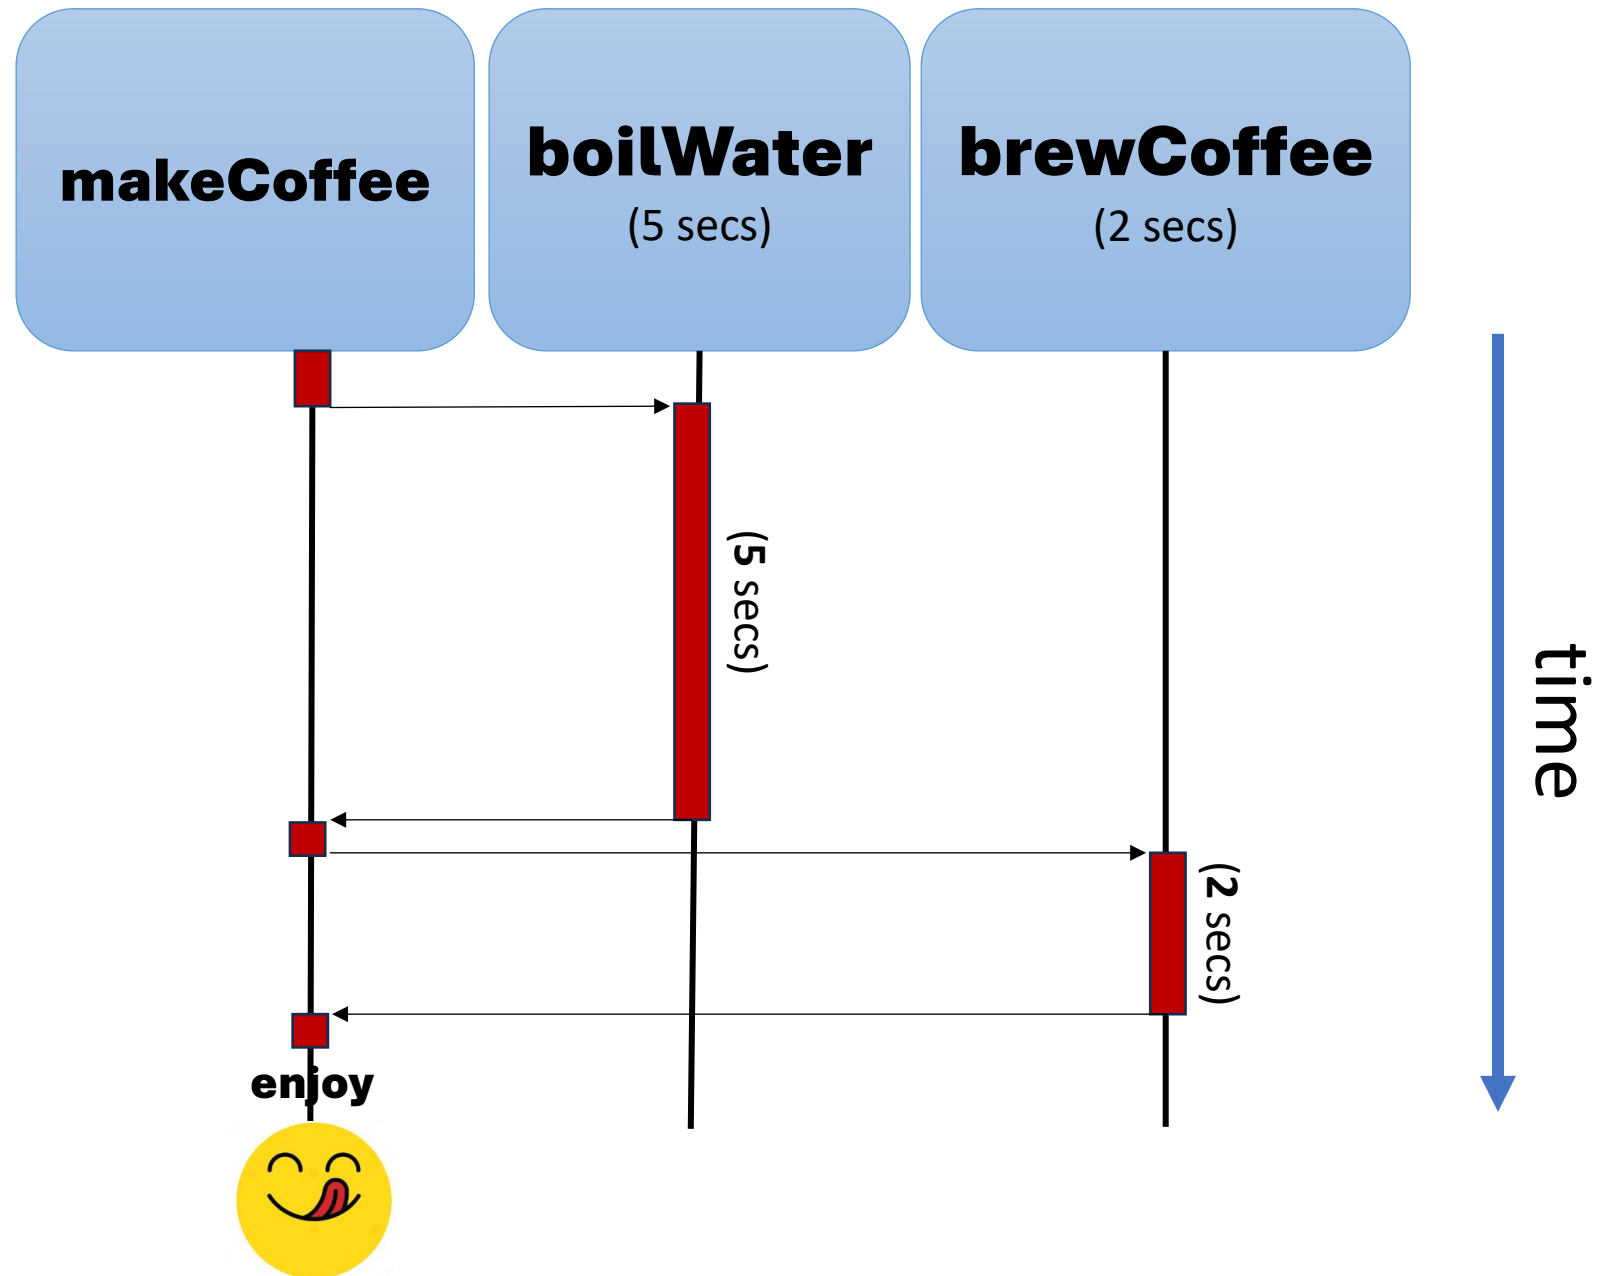 makeCoffee
boilWater
(5 secs)
brewCoffee
(2 secs)
(5 secs)
time
(2 secs)
enjoy